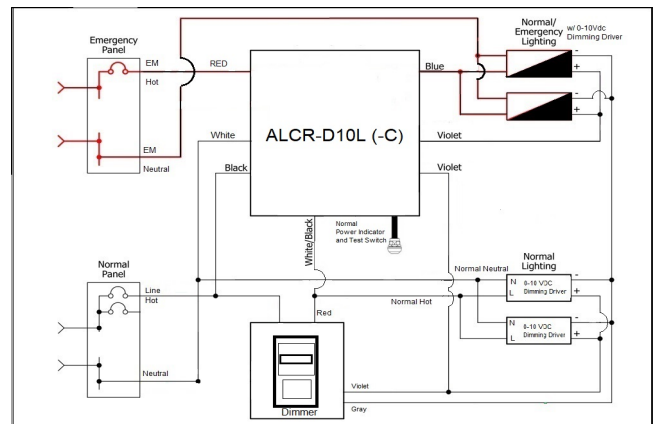 Emergency
Panel
EM
Hot
RED
EM
Neutral
White
Black
ALCR-D10L (-C)
Blue
Violet
Violet
Normal/
Emergency
Lighting
w/ 0-10Vdc
Dimming Driver
-
+
-
+
White/Black
Normal
Power Indicator
and Test Switch
Normal
Panel
Line
Hot
Neutral
Red
Dimmer
Violet
Gray
Normal Neutral
Normal Hot
Normal
Lighting
N
L
0-10 VDC
Dimming Driver
-
+
N
L
0-10 VDC
Dimming Driver
-
+